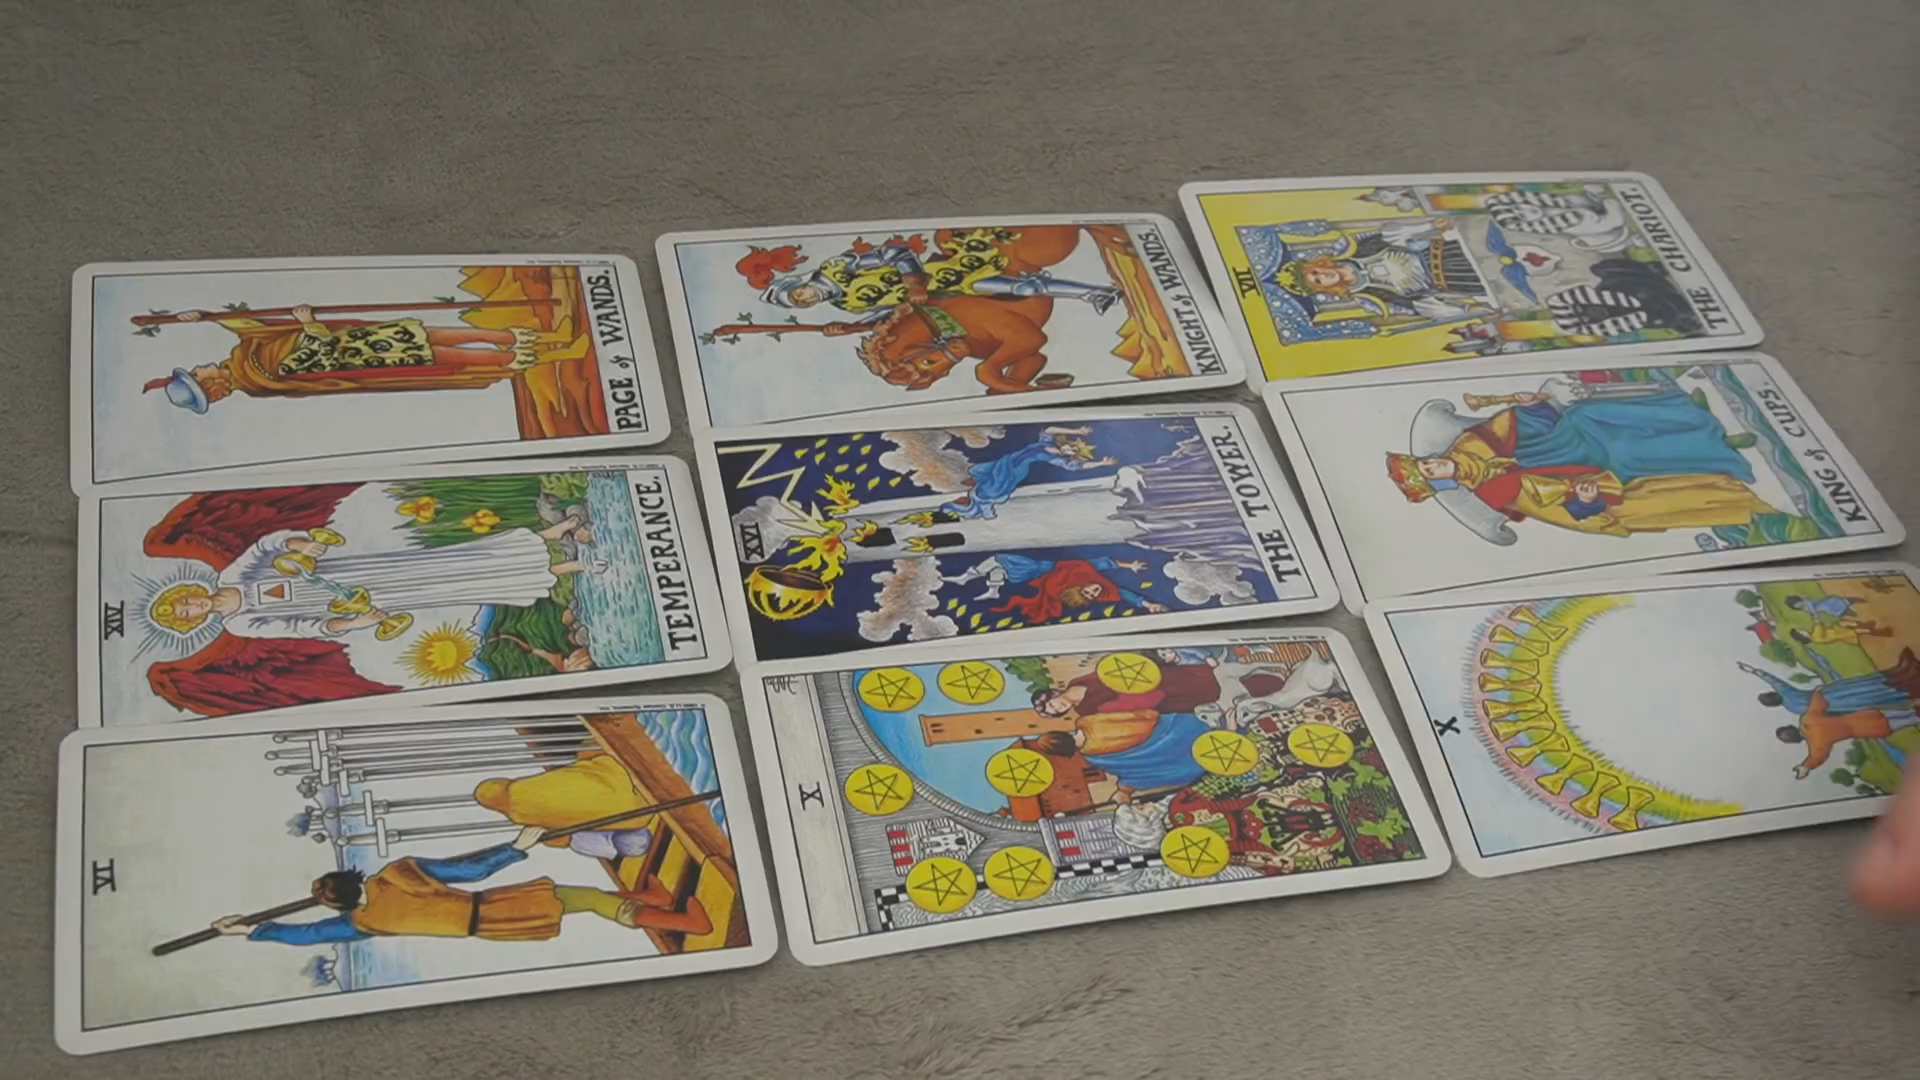 PAGE of WANDS.
KNIGHT of WANDS.
VII
THE CHARIOT.
XIV
TEMPERANCE.
XVI
THE TOWER.
KING of CUPS.
VI
X
X